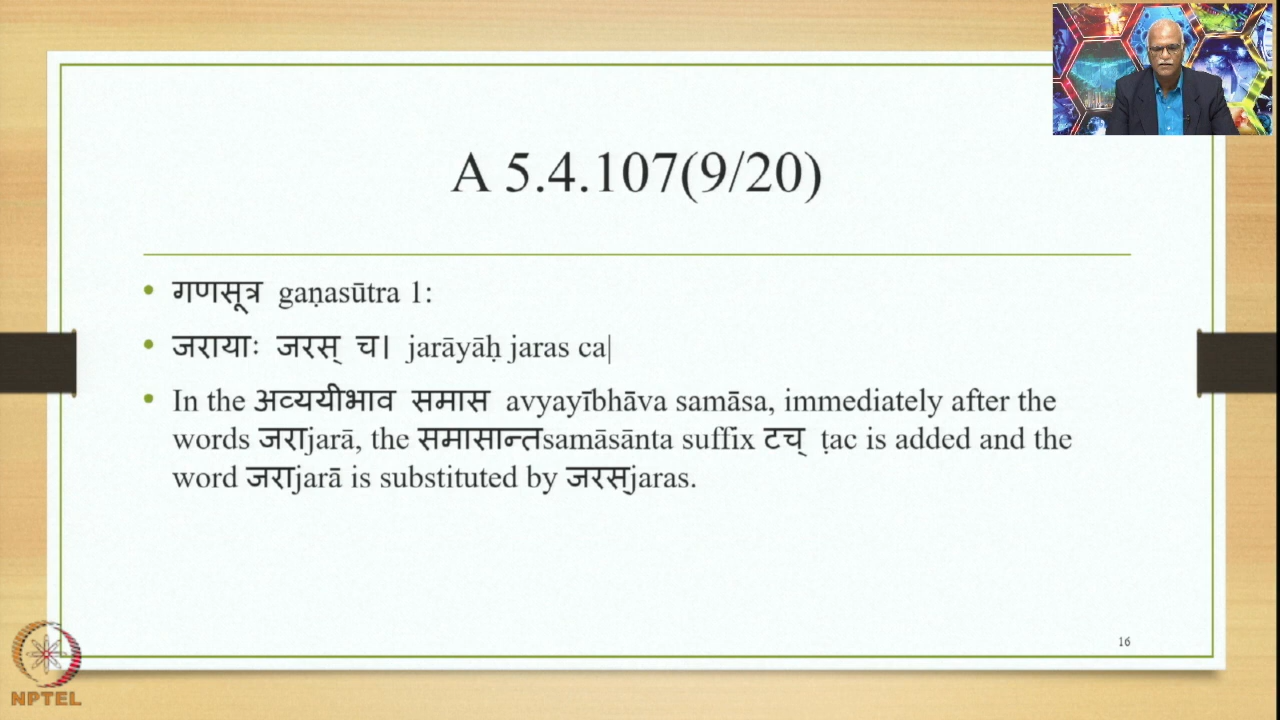 A 5.4.107(9/20)
• गणसूत्र gaṇasūtra 1:
• जरायाः जरस् च। jarāyāḥ jaras ca|
• In the अव्ययीभाव समास avyayībhāva samāsa, immediately after the
words जराjarā, the समासान्तsamāsānta suffix टच् ṭac is added and the
word जराjarā is substituted by जरस्jaras.
16
NPTEL